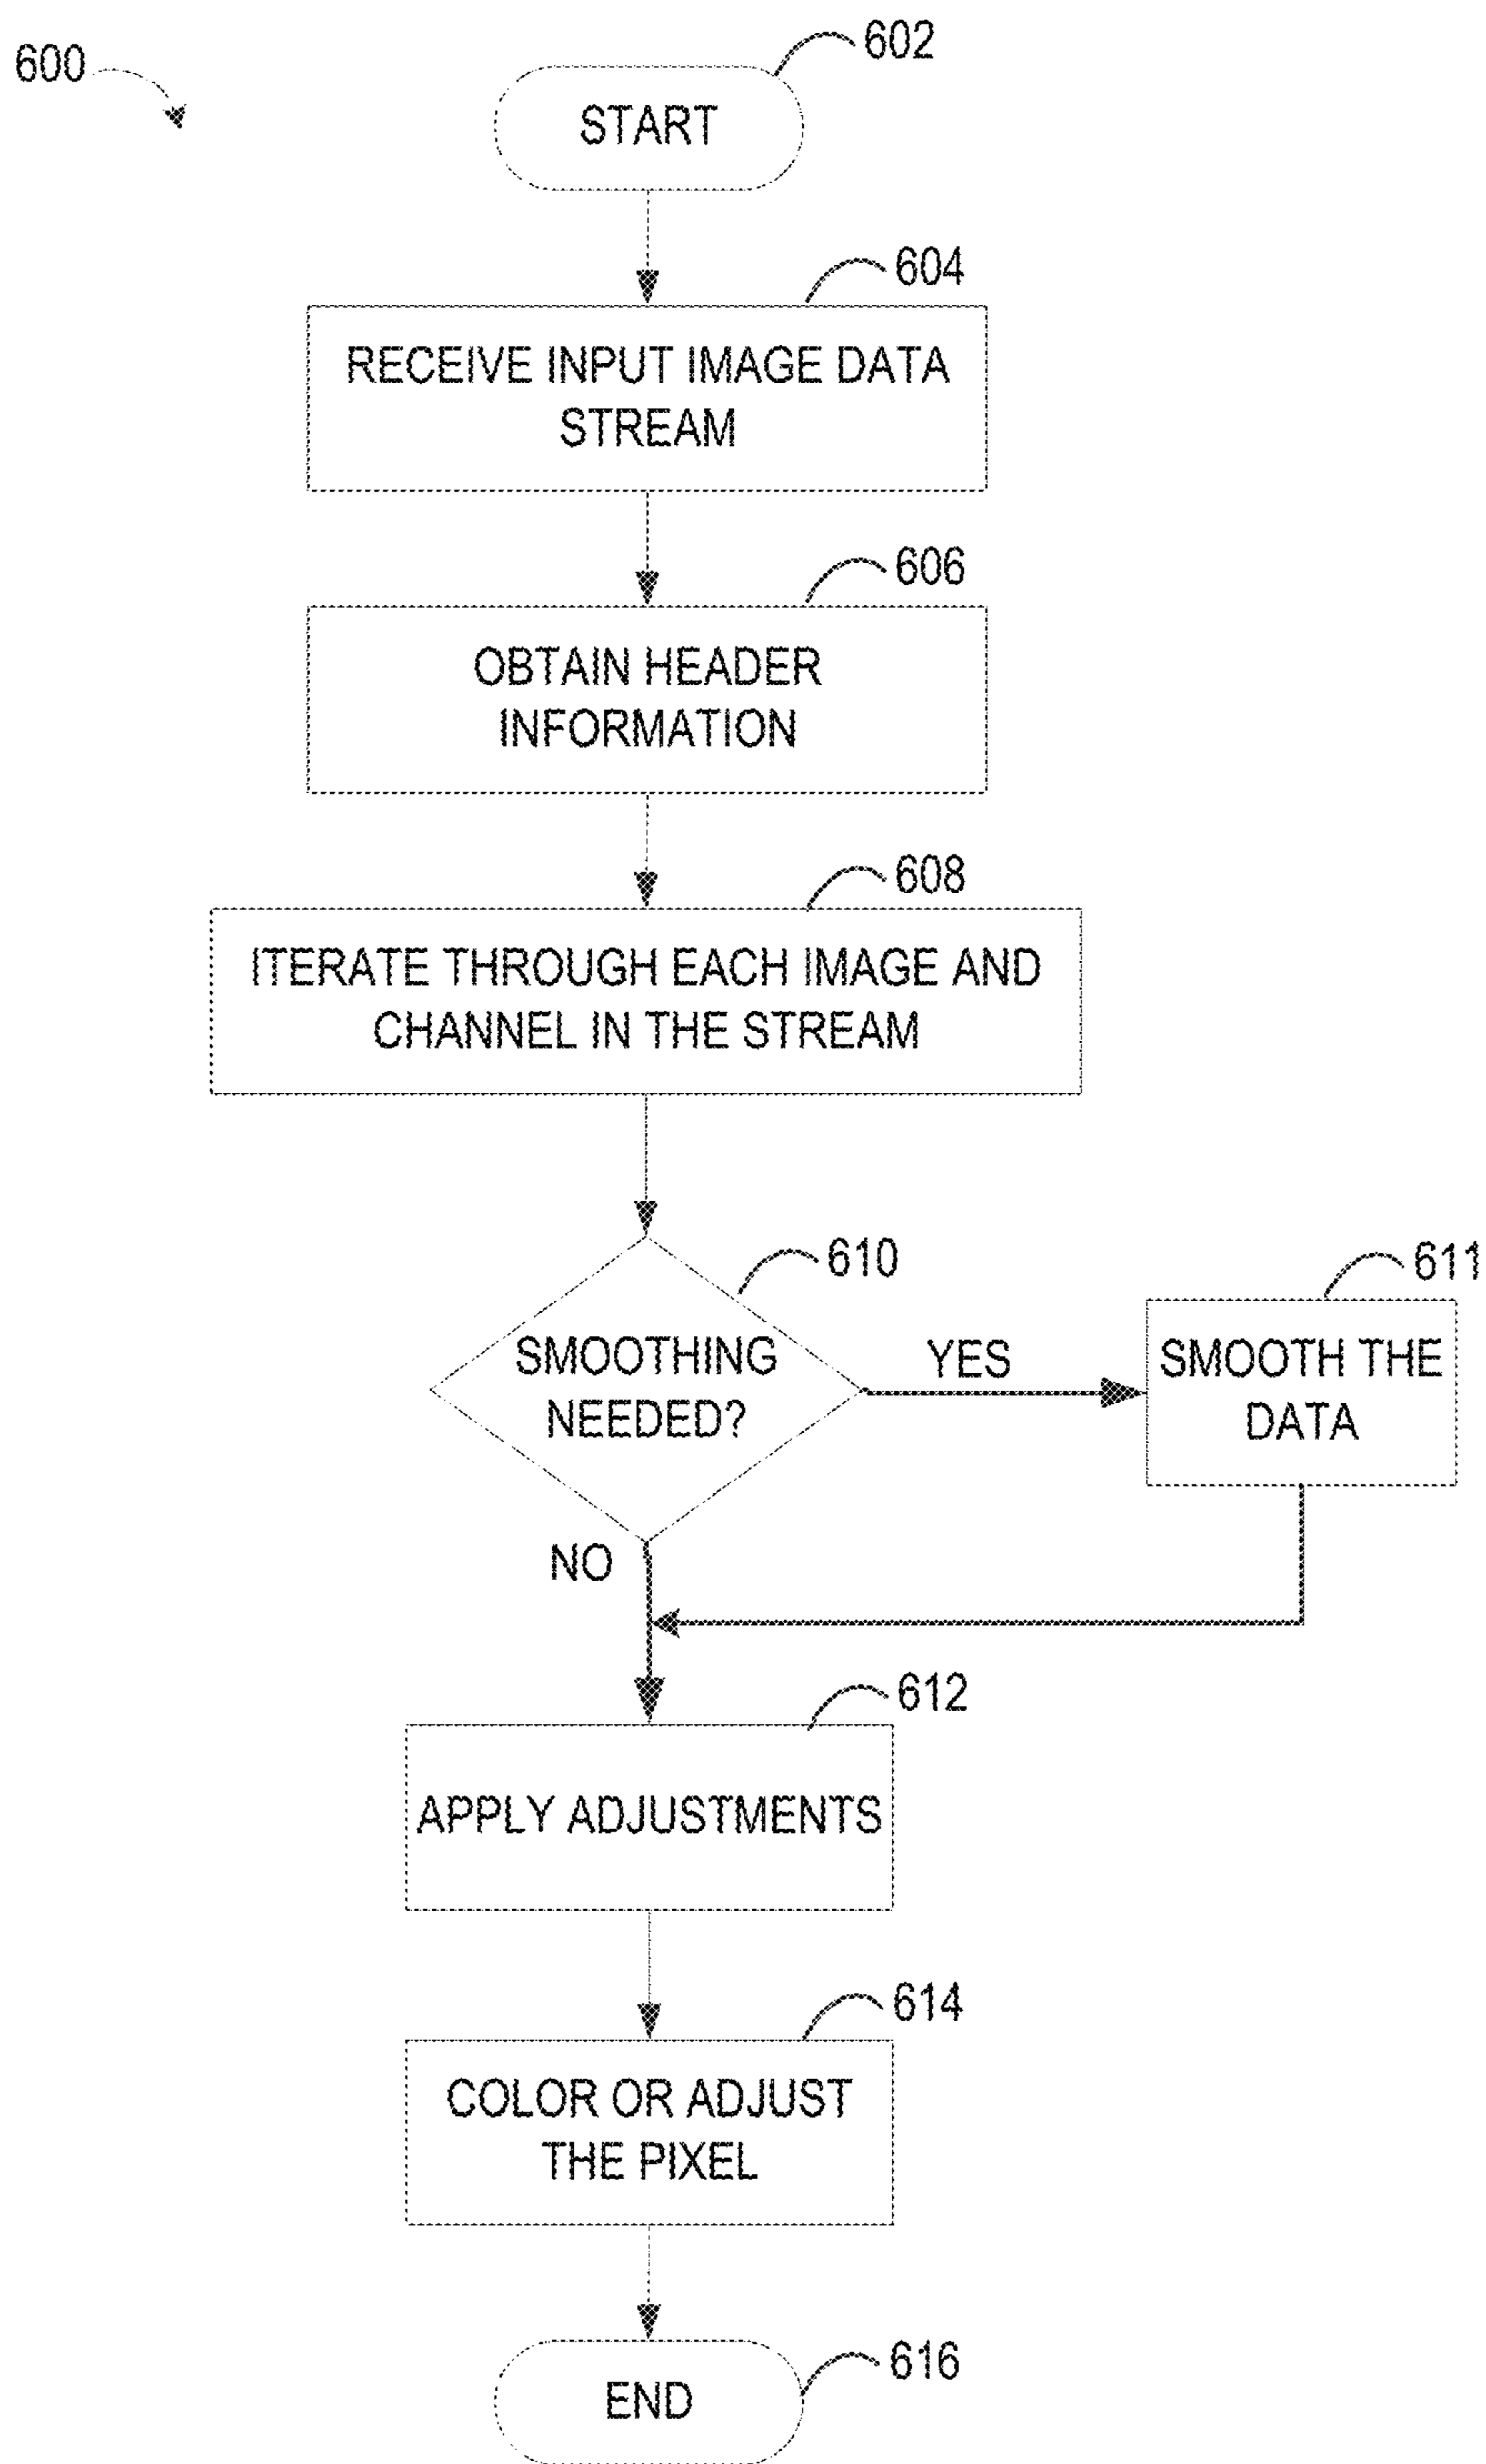 600
602
START
604
RECEIVE INPUT IMAGE DATA
STREAM
606
OBTAIN HEADER
INFORMATION
608
ITERATE THROUGH EACH IMAGE AND
CHANNEL IN THE STREAM
610
SMOOTHING
NEEDED?
YES
611
SMOOTH THE
DATA
NO
612
APPLY ADJUSTMENTS
614
COLOR OR ADJUST
THE PIXEL
616
END